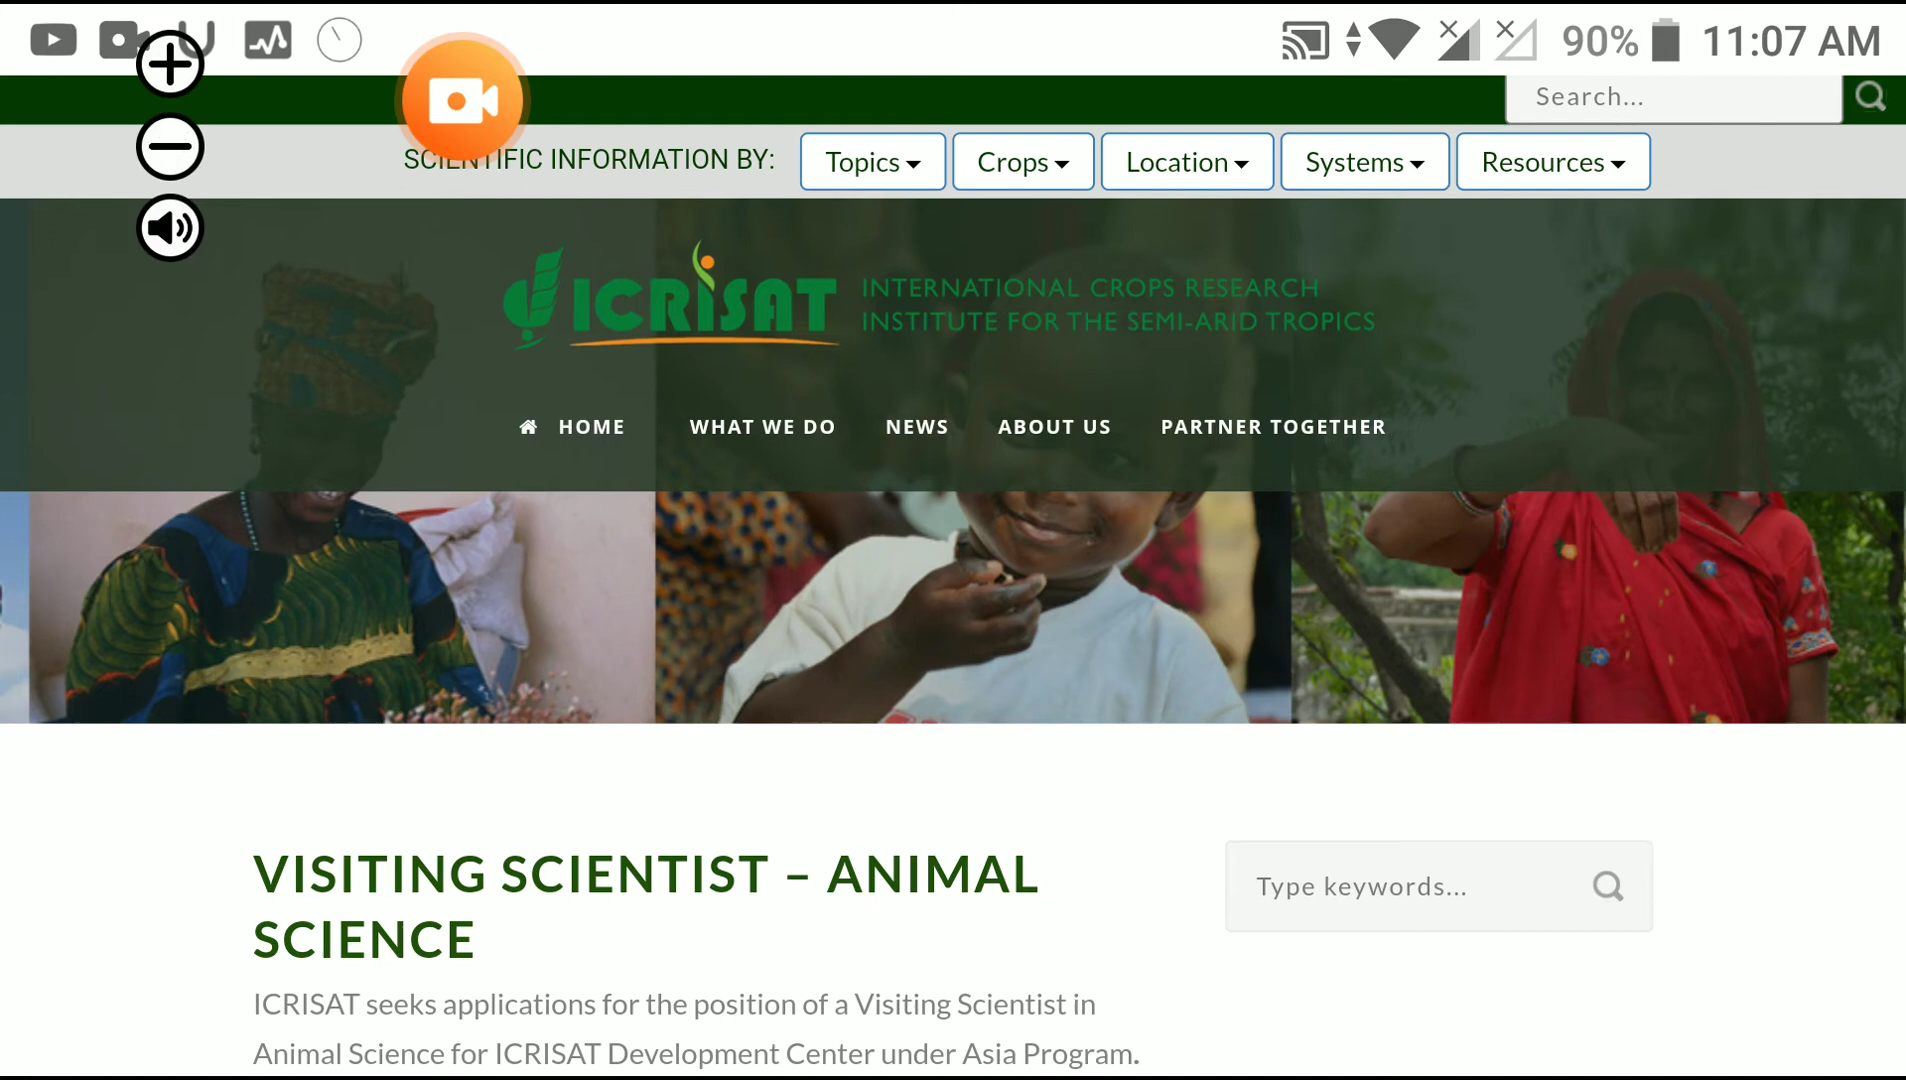 90% 11:07 AM
Search...
SCIENTIFIC INFORMATION BY: Topics Crops Location Systems Resources
ICRISAT INTERNATIONAL CROPS RESEARCH
INSTITUTE FOR THE SEMI-ARID TROPICS
HOME WHAT WE DO NEWS ABOUT US PARTNER TOGETHER
VISITING SCIENTIST – ANIMAL
SCIENCE
Type keywords...
ICRISAT seeks applications for the position of a Visiting Scientist in
Animal Science for ICRISAT Development Center under Asia Program.